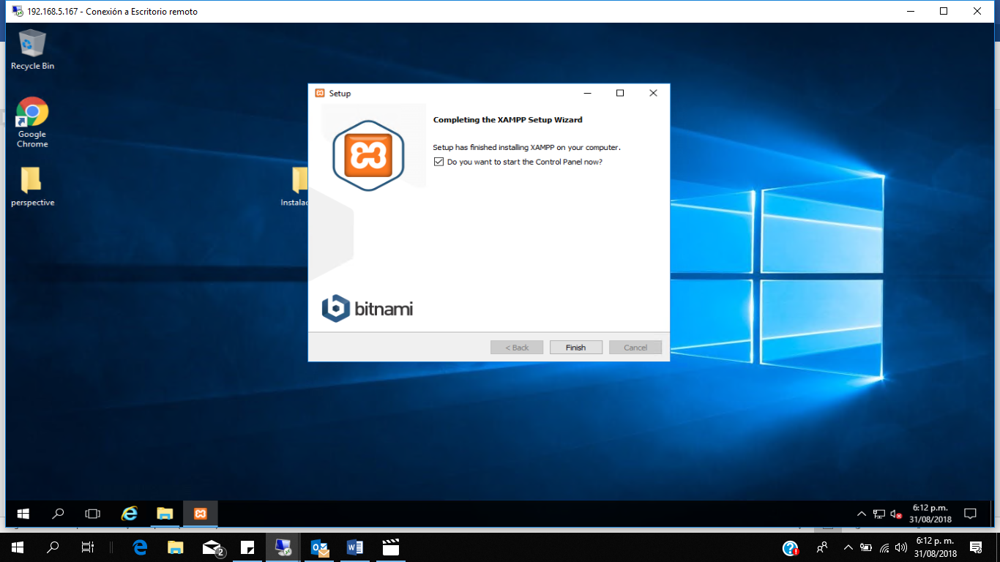 192.168.5.167 - Conexión a Escritorio remoto
Recycle Bin
Google
Chrome
perspective
Setup
Completing the XAMPP Setup Wizard
Setup has finished installing XAMPP on your computer.
Do you want to start the Control Panel now?
bitnami
< Back
Finish
Cancel
6:12 p.m.
31/08/2018
2
6:12 p. m.
31/08/2018